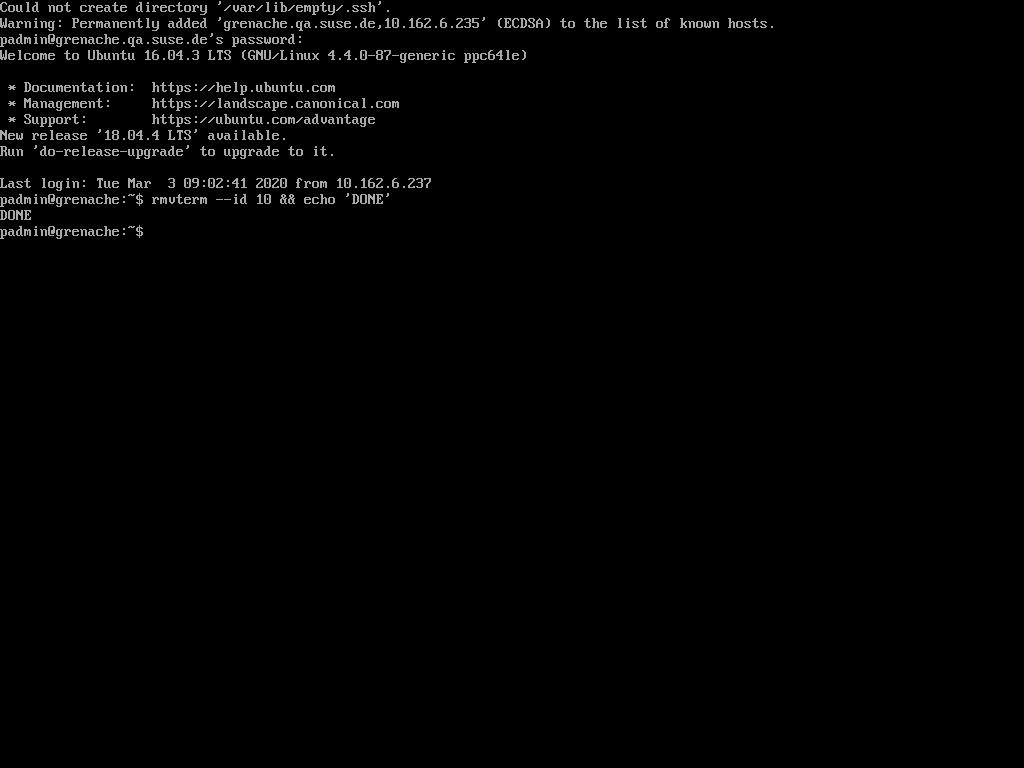 Could not create directory '/var/lib/empty/.ssh'.
Warning: Permanently added 'grenache.qa.suse.de,10.162.6.235' (ECDSA) to the list of known hosts.
padmin@grenache.qa.suse.de's password:
Welcome to Ubuntu 16.04.3 LTS (GNU/Linux 4.4.0-87-generic ppc64le)
* Documentation:  https://help.ubuntu.com
* Management:     https://landscape.canonical.com
* Support:        https://ubuntu.com/advantage
New release '18.04.4 LTS' available.
Run 'do-release-upgrade' to upgrade to it.
Last login: Tue Mar  3 09:02:41 2020 from 10.162.6.237
padmin@grenache:~$ rmvterm --id 10 && echo 'DONE'
DONE
padmin@grenache:~$